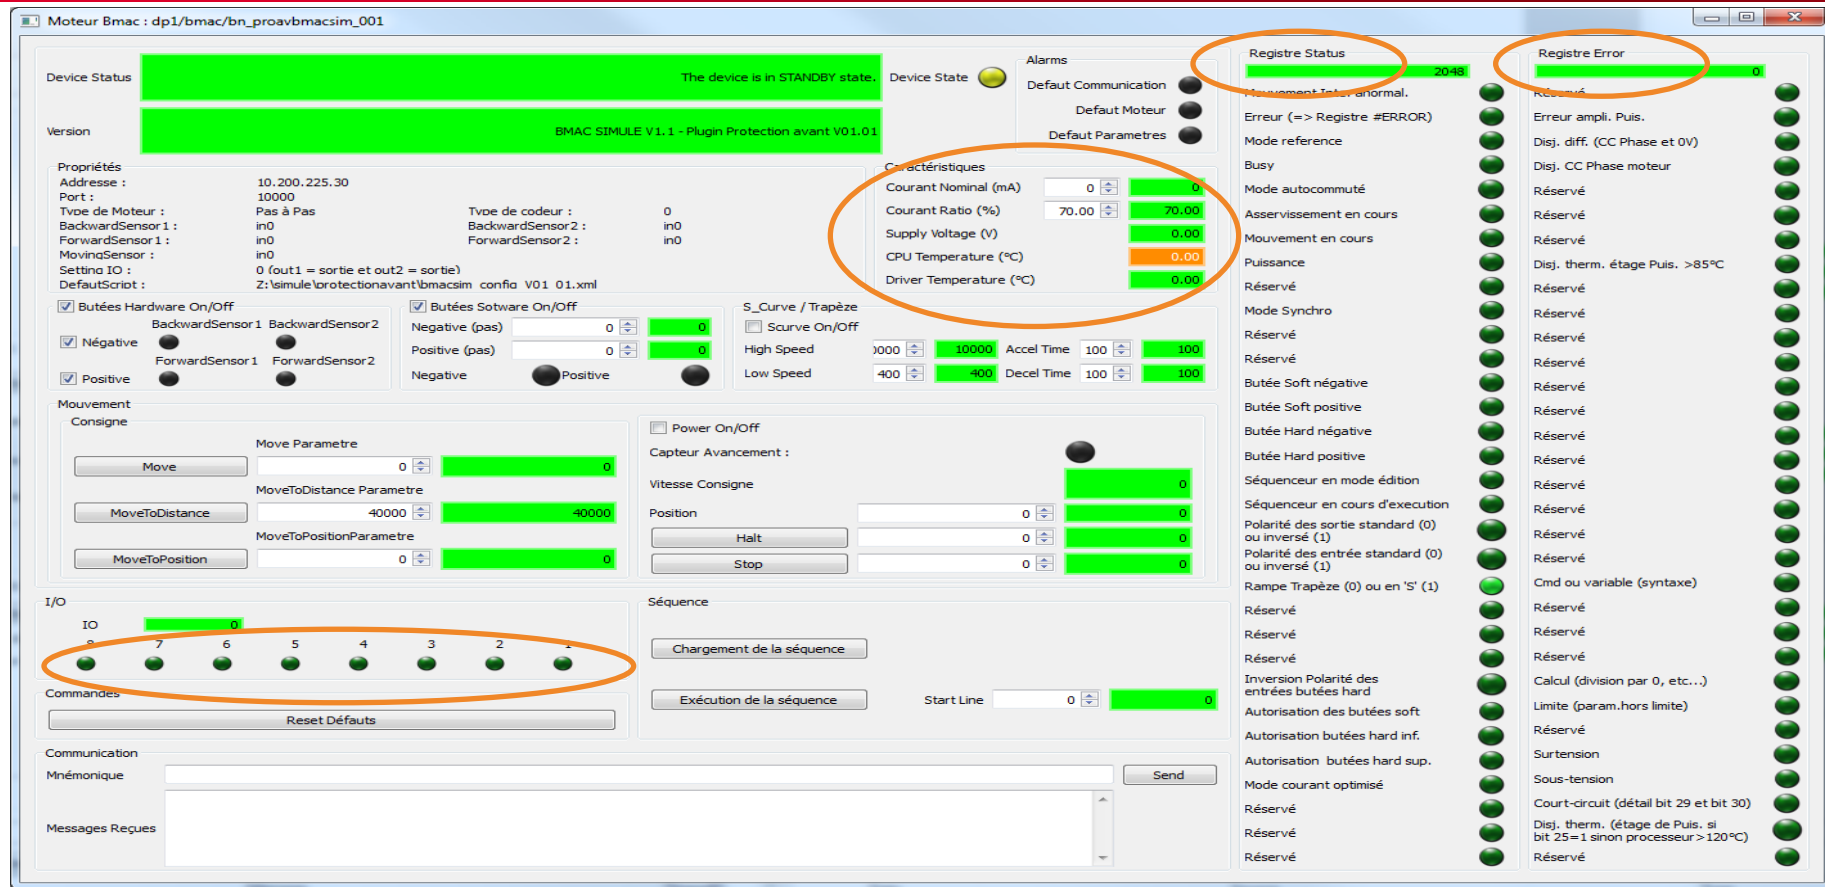 Moteur Bmac : dp1/bmac/bn_proavbmacsim_001
Device Status
The device is in STANDBY state.
Device State
Version
BMAC SIMULE V1.1 - Plugin Protection avant V01.01
Alarms
Defaut Communication
Defaut Moteur
Defaut Parametres
Propriétés
Addresse : 10.200.225.30
Port : 10000
Type de Moteur : Pas à Pas Type de codeur : 0
BackwardSensor1 : in0 BackwardSensor2 : in0
ForwardSensor1 : in0 ForwardSensor2 : in0
MovingSensor : in0
Setting IO : 0 (out1 = sortie et out2 = sortie)
DefautScript : Z:\simule\protectionavant\bmacsim_config_V01_01.xml
Caractéristiques
Courant Nominal (mA) 0 0
Courant Ratio (%) 70.00 70.00
Supply Voltage (V) 0.00
CPU Temperature (°C) 0.00
Driver Temperature (°C) 0.00
Butées Hardware On/Off
BackwardSensor1 BackwardSensor2
Négative
ForwardSensor1 ForwardSensor2
Positive
Butées Sotware On/Off
Negative (pas) 0 0
Positive (pas) 0 0
Negative Positive
S_Curve / Trapèze
Scurve On/Off
High Speed 0000 10000 Accel Time 100 100
Low Speed 400 400 Decel Time 100 100
Mouvement
Consigne
Move Parametre
Move 0 0
MoveToDistance Parametre
MoveToDistance 40000 40000
MoveToPositionParametre
MoveToPosition 0 0
Power On/Off
Capteur Avancement :
Vitesse Consigne 0
Position 0 0
Halt 0 0
Stop 0 0
I/O
IO 0
8 7 6 5 4 3 2 1
Commandes
Reset Défauts
Séquence
Chargement de la séquence
Exécution de la séquence Start Line 0 0
Communication
Mnémonique
Send
Messages Reçues
Registre Status
2048
Mouvement Inter. anormal.
Erreur (=> Registre #ERROR)
Mode reference
Busy
Mode autocommuté
Asservissement en cours
Mouvement en cours
Puissance
Réservé
Mode Synchro
Réservé
Réservé
Butée Soft négative
Butée Soft positive
Butée Hard négative
Butée Hard positive
Séquenceur en mode édition
Séquenceur en cours d'execution
Polarité des sortie standard (0)
ou inversé (1)
Polarité des entrée standard (0)
ou inversé (1)
Rampe Trapèze (0) ou en 'S' (1)
Réservé
Réservé
Réservé
Inversion Polarité des
entrées butées hard
Autorisation des butées soft
Autorisation butées hard inf.
Autorisation butées hard sup.
Mode courant optimisé
Réservé
Réservé
Réservé
Registre Error
0
Réservé
Erreur ampli. Puis.
Disj. diff. (CC Phase et 0V)
Disj. CC Phase moteur
Réservé
Réservé
Réservé
Disj. therm. étage Puis. >85°C
Réservé
Réservé
Réservé
Réservé
Réservé
Réservé
Réservé
Réservé
Réservé
Réservé
Réservé
Réservé
Cmd ou variable (syntaxe)
Réservé
Réservé
Réservé
Calcul (division par 0, etc...)
Limite (param.hors limite)
Réservé
Surtension
Sous-tension
Court-circuit (détail bit 29 et bit 30)
Disj. therm. (étage de Puis. si
bit 25=1 sinon processeur>120°C)
Réservé